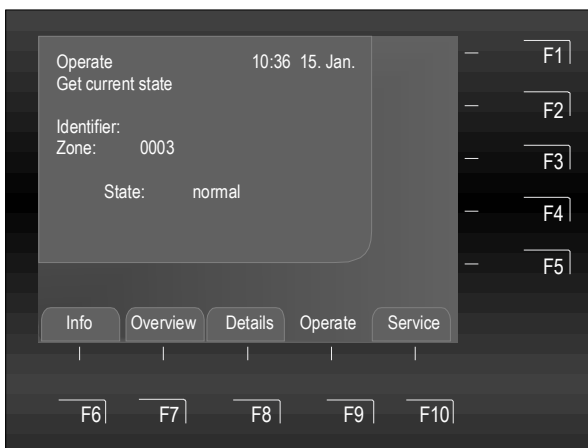 Operate 10:36 15. Jan.
Get current state
Identifier:
Zone: 0003
State: normal
F1
F2
F3
F4
F5
Info Overview Details Operate Service
F6 F7 F8 F9 F10